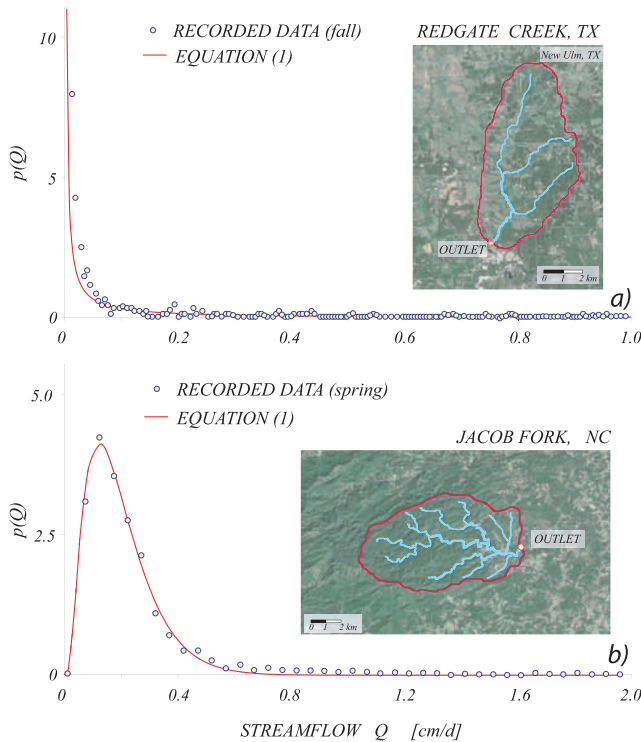 10
5
0
p(Q)
RECORDED DATA (fall)
EQUATION (1)
REDGATE CREEK, TX
New Ulm, TX
OUTLET
0 1 2 km
a)
0 0.2 0.4 0.6 0.8 1.0
5.0
2.5
0
p(Q)
RECORDED DATA (spring)
EQUATION (1)
JACOB FORK, NC
OUTLET
0 1 2 km
b)
0 0.4 0.8 1.2 1.6 2.0
STREAMFLOW Q [cm/d]